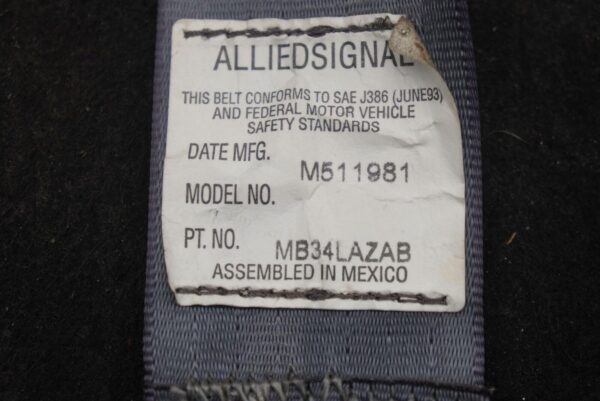 ALLIEDSIGNAL
THIS BELT CONFORMS TO SAE J386 (JUNE93)
AND FEDERAL MOTOR VEHICLE
SAFETY STANDARDS
DATE MFG.
M511981
MODEL NO.
PT. NO. MB34LAZAB
ASSEMBLED IN MEXICO